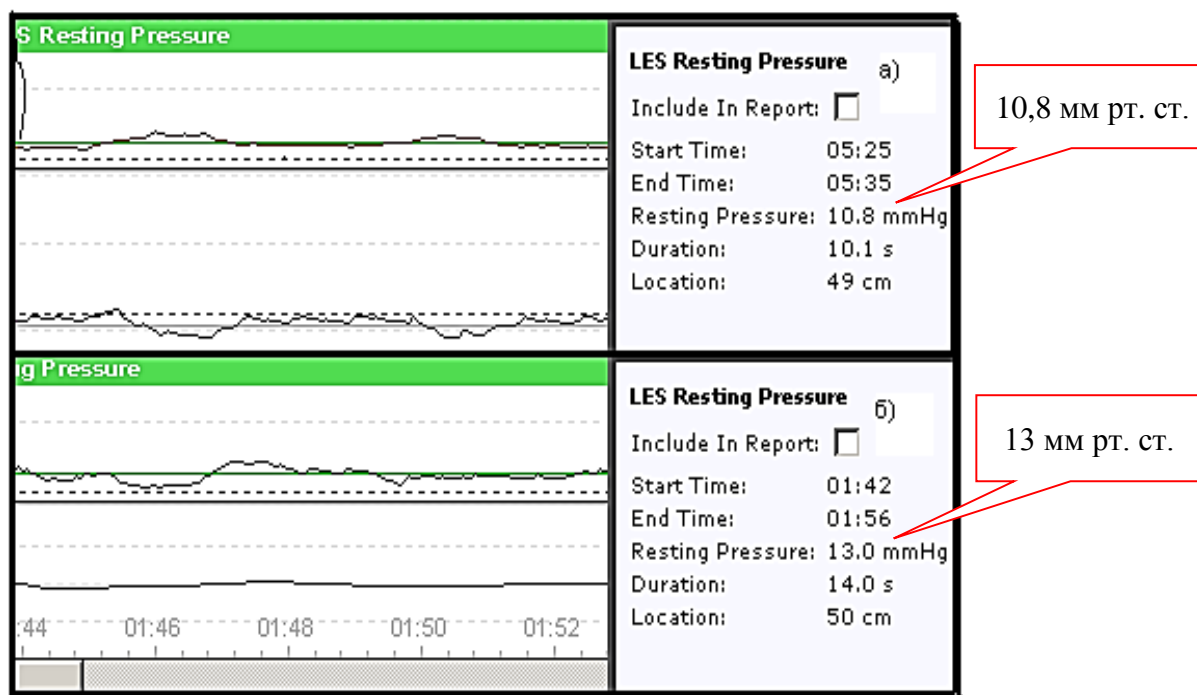 S Resting Pressure
LES Resting Pressure
а)
Include In Report:
Start Time: 05:25
End Time: 05:35
Resting Pressure: 10.8 mmHg
Duration: 10.1 s
Location: 49 cm
10,8 мм рт. ст.
ng Pressure
LES Resting Pressure
б)
Include In Report:
Start Time: 01:42
End Time: 01:56
Resting Pressure: 13.0 mmHg
Duration: 14.0 s
Location: 50 cm
13 мм рт. ст.
:44 01:46 01:48 01:50 01:52